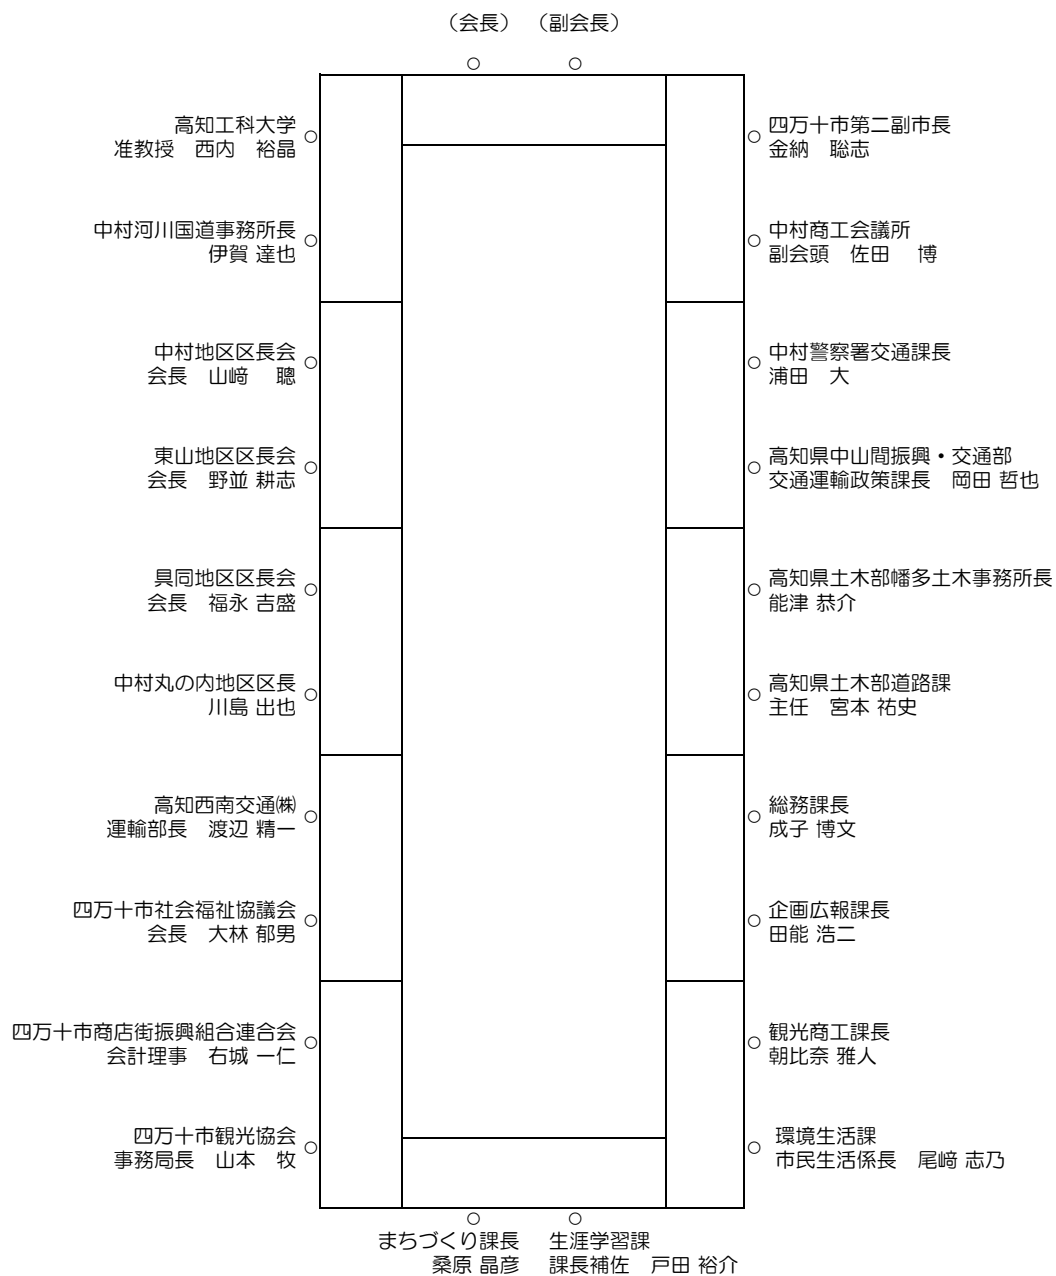 （会長）（副会長）
高知工科大学
准教授　西内　裕晶
中村河川国道事務所長
伊賀 達也
中村地区区長会
会長　山﨑　聰
東山地区区長会
会長　野並 耕志
具同地区区長会
会長　福永 吉盛
中村丸の内地区区長
川島 出也
高知西南交通㈱
運輸部長　渡辺 精一
四万十市社会福祉協議会
会長　大林 郁男
四万十市商店街振興組合連合会
会計理事　右城 一仁
四万十市観光協会
事務局長　山本　牧
四万十市第二副市長
金納　聡志
中村商工会議所
副会頭　佐田　博
中村警察署交通課長
浦田　大
高知県中山間振興・交通部
交通運輸政策課長　岡田 哲也
高知県土木部幡多土木事務所長
能津 恭介
高知県土木部道路課
主任　宮本 祐史
総務課長
成子 博文
企画広報課長
田能 浩二
観光商工課長
朝比奈 雅人
環境生活課
市民生活係長　尾﨑 志乃
まちづくり課長
桑原 晶彦
生涯学習課
課長補佐　戸田 裕介